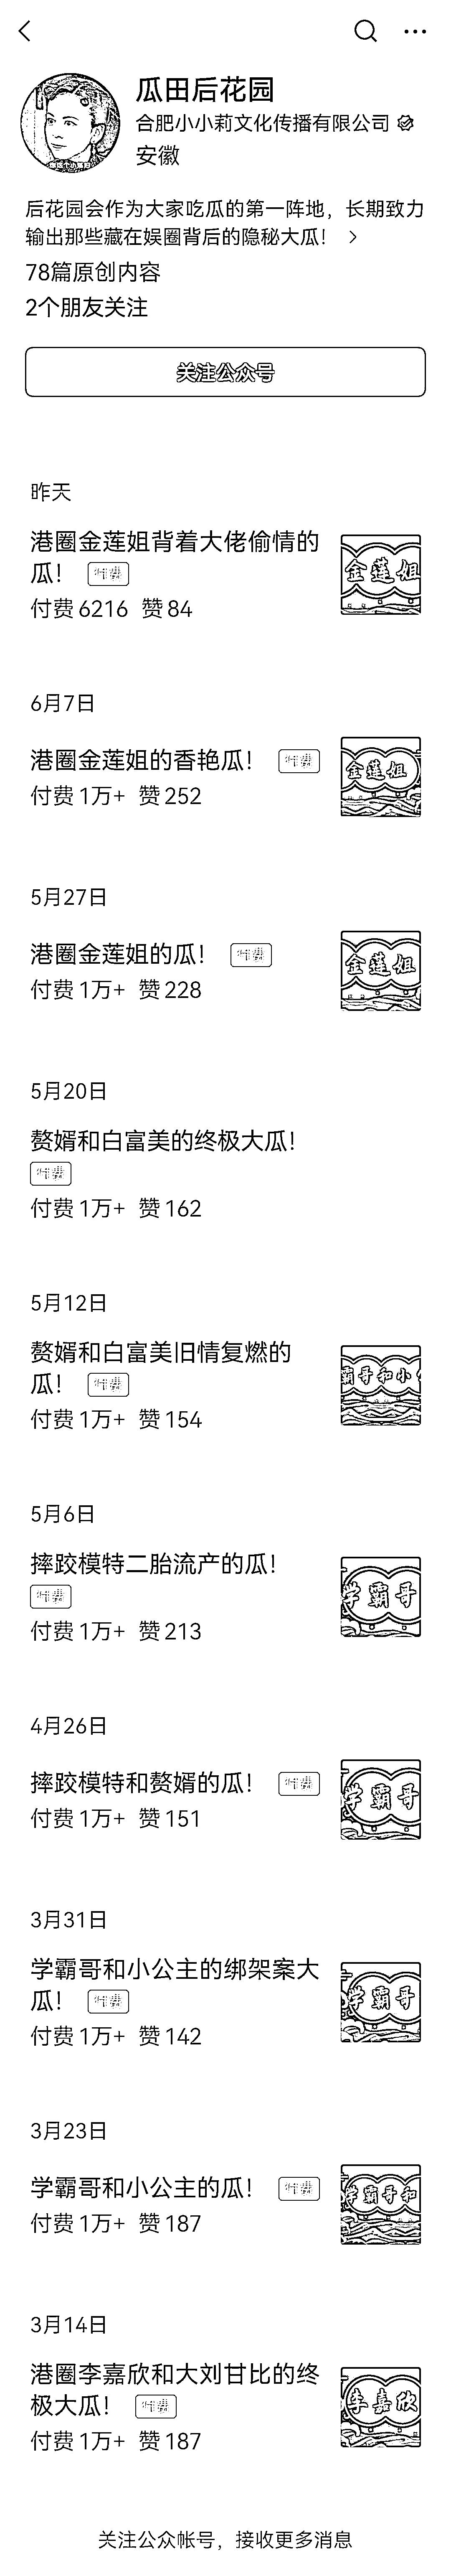 瓜田后花园
合肥小小莉文化传播有限公司
安徽
后花园会作为大家吃瓜的第一阵地，长期致力
输出那些藏在娱圈背后的隐秘大瓜！
78篇原创内容
2个朋友关注
关注公众号
昨天
港圈金莲姐背着大佬偷情的
瓜！ 付费
付费 6216 赞 84
金莲姐
6月7日
港圈金莲姐的香艳瓜！ 付费
付费 1万+ 赞 252
金莲姐
5月27日
港圈金莲姐的瓜！ 付费
付费 1万+ 赞 228
金莲姐
5月20日
赘婿和白富美的终极大瓜！
付费
付费 1万+ 赞 162
5月12日
赘婿和白富美旧情复燃的
瓜！ 付费
付费 1万+ 赞 154
霸哥和小
5月6日
摔跤模特二胎流产的瓜！
付费
付费 1万+ 赞 213
学霸哥
4月26日
摔跤模特和赘婿的瓜！ 付费
付费 1万+ 赞 151
学霸哥
3月31日
学霸哥和小公主的绑架案大
瓜！ 付费
付费 1万+ 赞 142
学霸哥
3月23日
学霸哥和小公主的瓜！ 付费
付费 1万+ 赞 187
学霸哥和
3月14日
港圈李嘉欣和大刘甘比的终
极大瓜！ 付费
付费 1万+ 赞 187
李嘉欣
关注公众帐号，接收更多消息